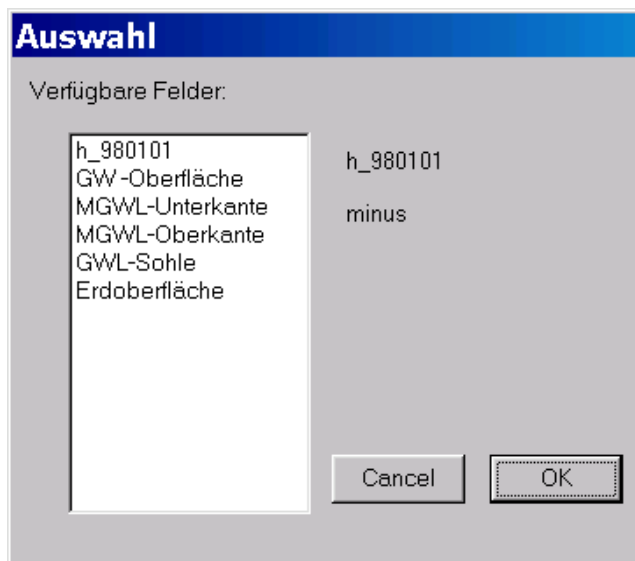 Auswahl
Verfügbare Felder:
h_980101
GW-Oberfläche
MGWL-Unterkante
MGWL-Oberkante
GWL-Sohle
Erdoberfläche
h_980101
minus
Cancel
OK